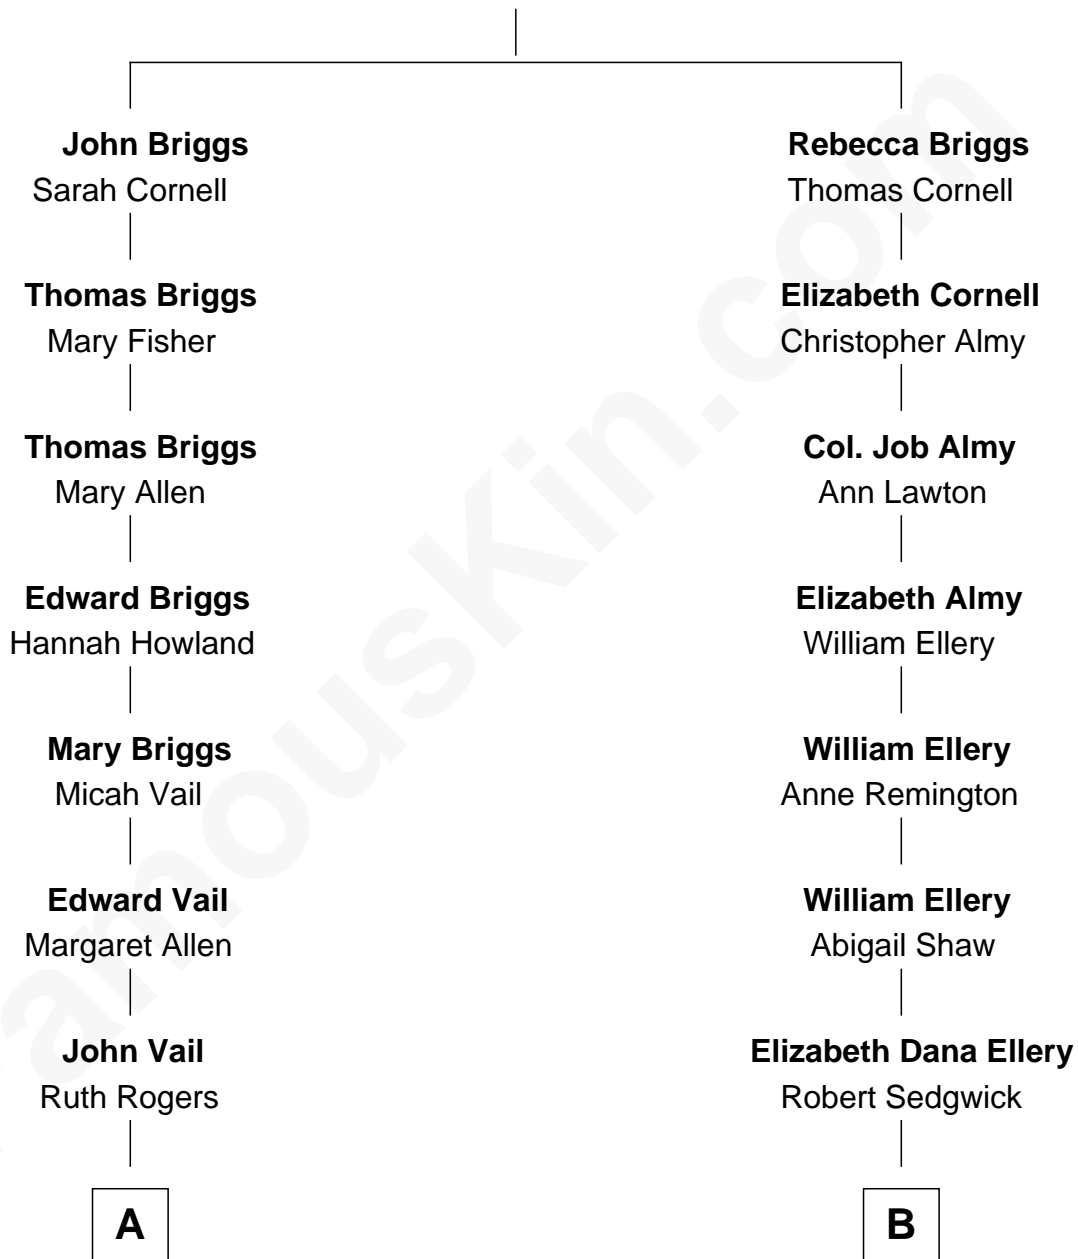 John Briggs
Sarah Cornell
Rebecca Briggs
Thomas Cornell
Thomas Briggs
Mary Fisher
Elizabeth Cornell
Christopher Almy
Thomas Briggs
Mary Allen
Col. Job Almy
Ann Lawton
Edward Briggs
Hannah Howland
Elizabeth Almy
William Ellery
Mary Briggs
Micah Vail
William Ellery
Anne Remington
Edward Vail
Margaret Allen
William Ellery
Abigail Shaw
John Vail
Ruth Rogers
Elizabeth Dana Ellery
Robert Sedgwick
A
B
amouskin.com